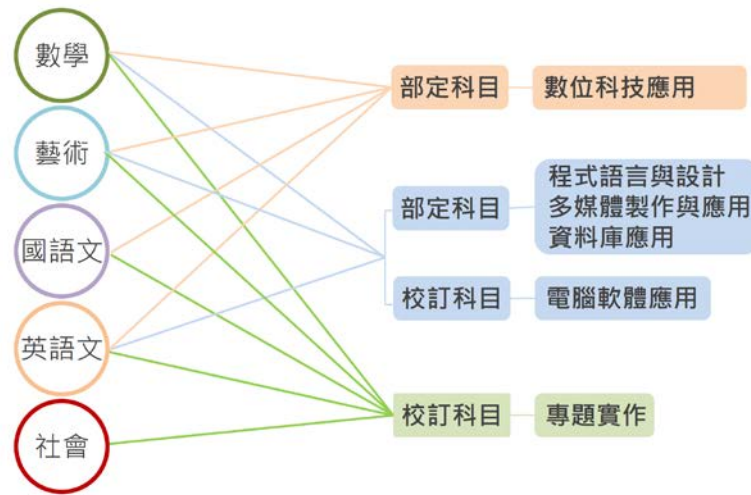 數學
藝術
國語文
英語文
社會
部定科目
數位科技應用
部定科目
程式語言與設計
多媒體製作與應用
資料庫應用
校訂科目
電腦軟體應用
校訂科目
專題實作